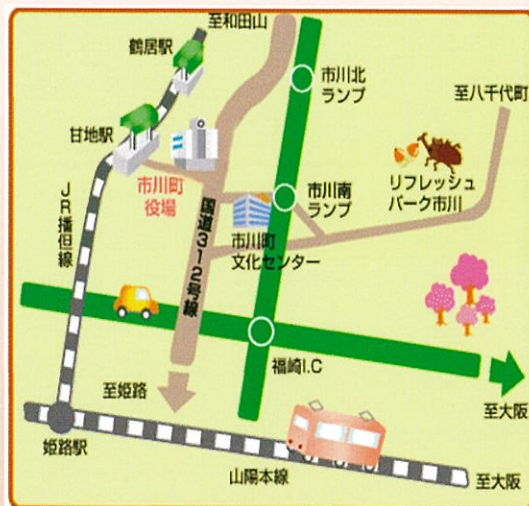 至和田山
鶴居駅
市川北
ランプ
至八千代町
甘地駅
市川町
役場
リフレッシュ
パーク市川
市川南
ランプ
JR播但線
国道312号線
市川町
文化センター
福崎I.C
至姫路
至大阪
姫路駅
山陽本線
至大阪